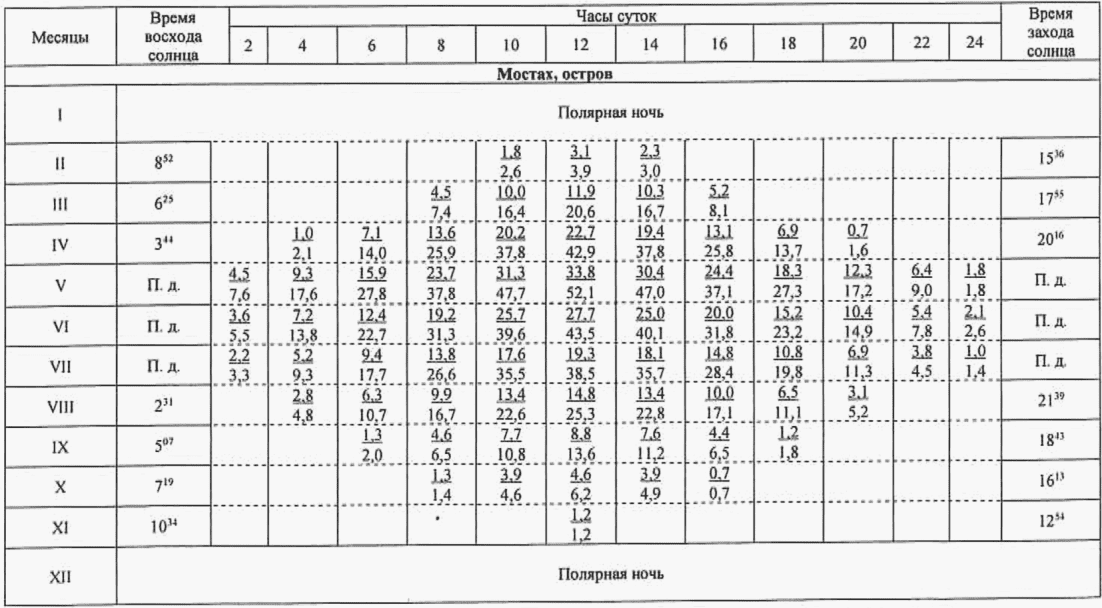 Месяцы Время восхода солнца Часы суток Время захода солнца
2 4 6 8 10 12 14 16 18 20 22 24
Мостах, остров
I Полярная ночь
II 8⁵² 1,8 3,1 2,3 15³⁶
2,6 3,9 3,0
III 6²⁵ 4,5 10,0 11,9 10,3 5,2 17⁵⁵
7,4 16,4 20,6 16,7 8,1
IV 3⁴⁴ 1,0 7,1 13,6 20,2 22,7 19,4 13,1 6,9 0,7 20¹⁶
2,1 14,0 25,9 37,8 42,9 37,8 25,8 13,7 1,6
V П. д. 4,5 9,3 15,9 23,7 31,3 33,8 30,4 24,4 18,3 12,3 6,4 1,8 П. д.
7,6 17,6 27,8 37,8 47,7 52,1 47,0 37,1 27,3 17,2 9,0 1,8
VI П. д. 3,6 7,2 12,4 19,2 25,7 27,7 25,0 20,0 15,2 10,4 5,4 2,1 П. д.
5,5 13,8 22,7 31,3 39,6 43,5 40,1 31,8 23,2 14,9 7,8 2,6
VII П. д. 2,2 5,2 9,4 13,8 17,6 19,3 18,1 14,8 10,8 6,9 3,8 1,0 П. д.
3,3 9,3 17,7 26,6 35,5 38,5 35,7 28,4 19,8 11,3 4,5 1,4
VIII 2³¹ 2,8 6,3 9,9 13,4 14,8 13,4 10,0 6,5 3,1 21³⁹
4,8 10,7 16,7 22,6 25,3 22,8 17,1 11,1 5,2
IX 5⁰⁷ 1,3 4,6 7,7 8,8 7,6 4,4 1,2 18⁴³
2,0 6,5 10,8 13,6 11,2 6,5 1,8
X 7¹⁹ 1,3 3,9 4,6 3,9 0,7 16¹³
1,4 4,6 6,2 4,9 0,7
XI 10³⁴ 1,2 12⁵⁴
1,2
XII Полярная ночь